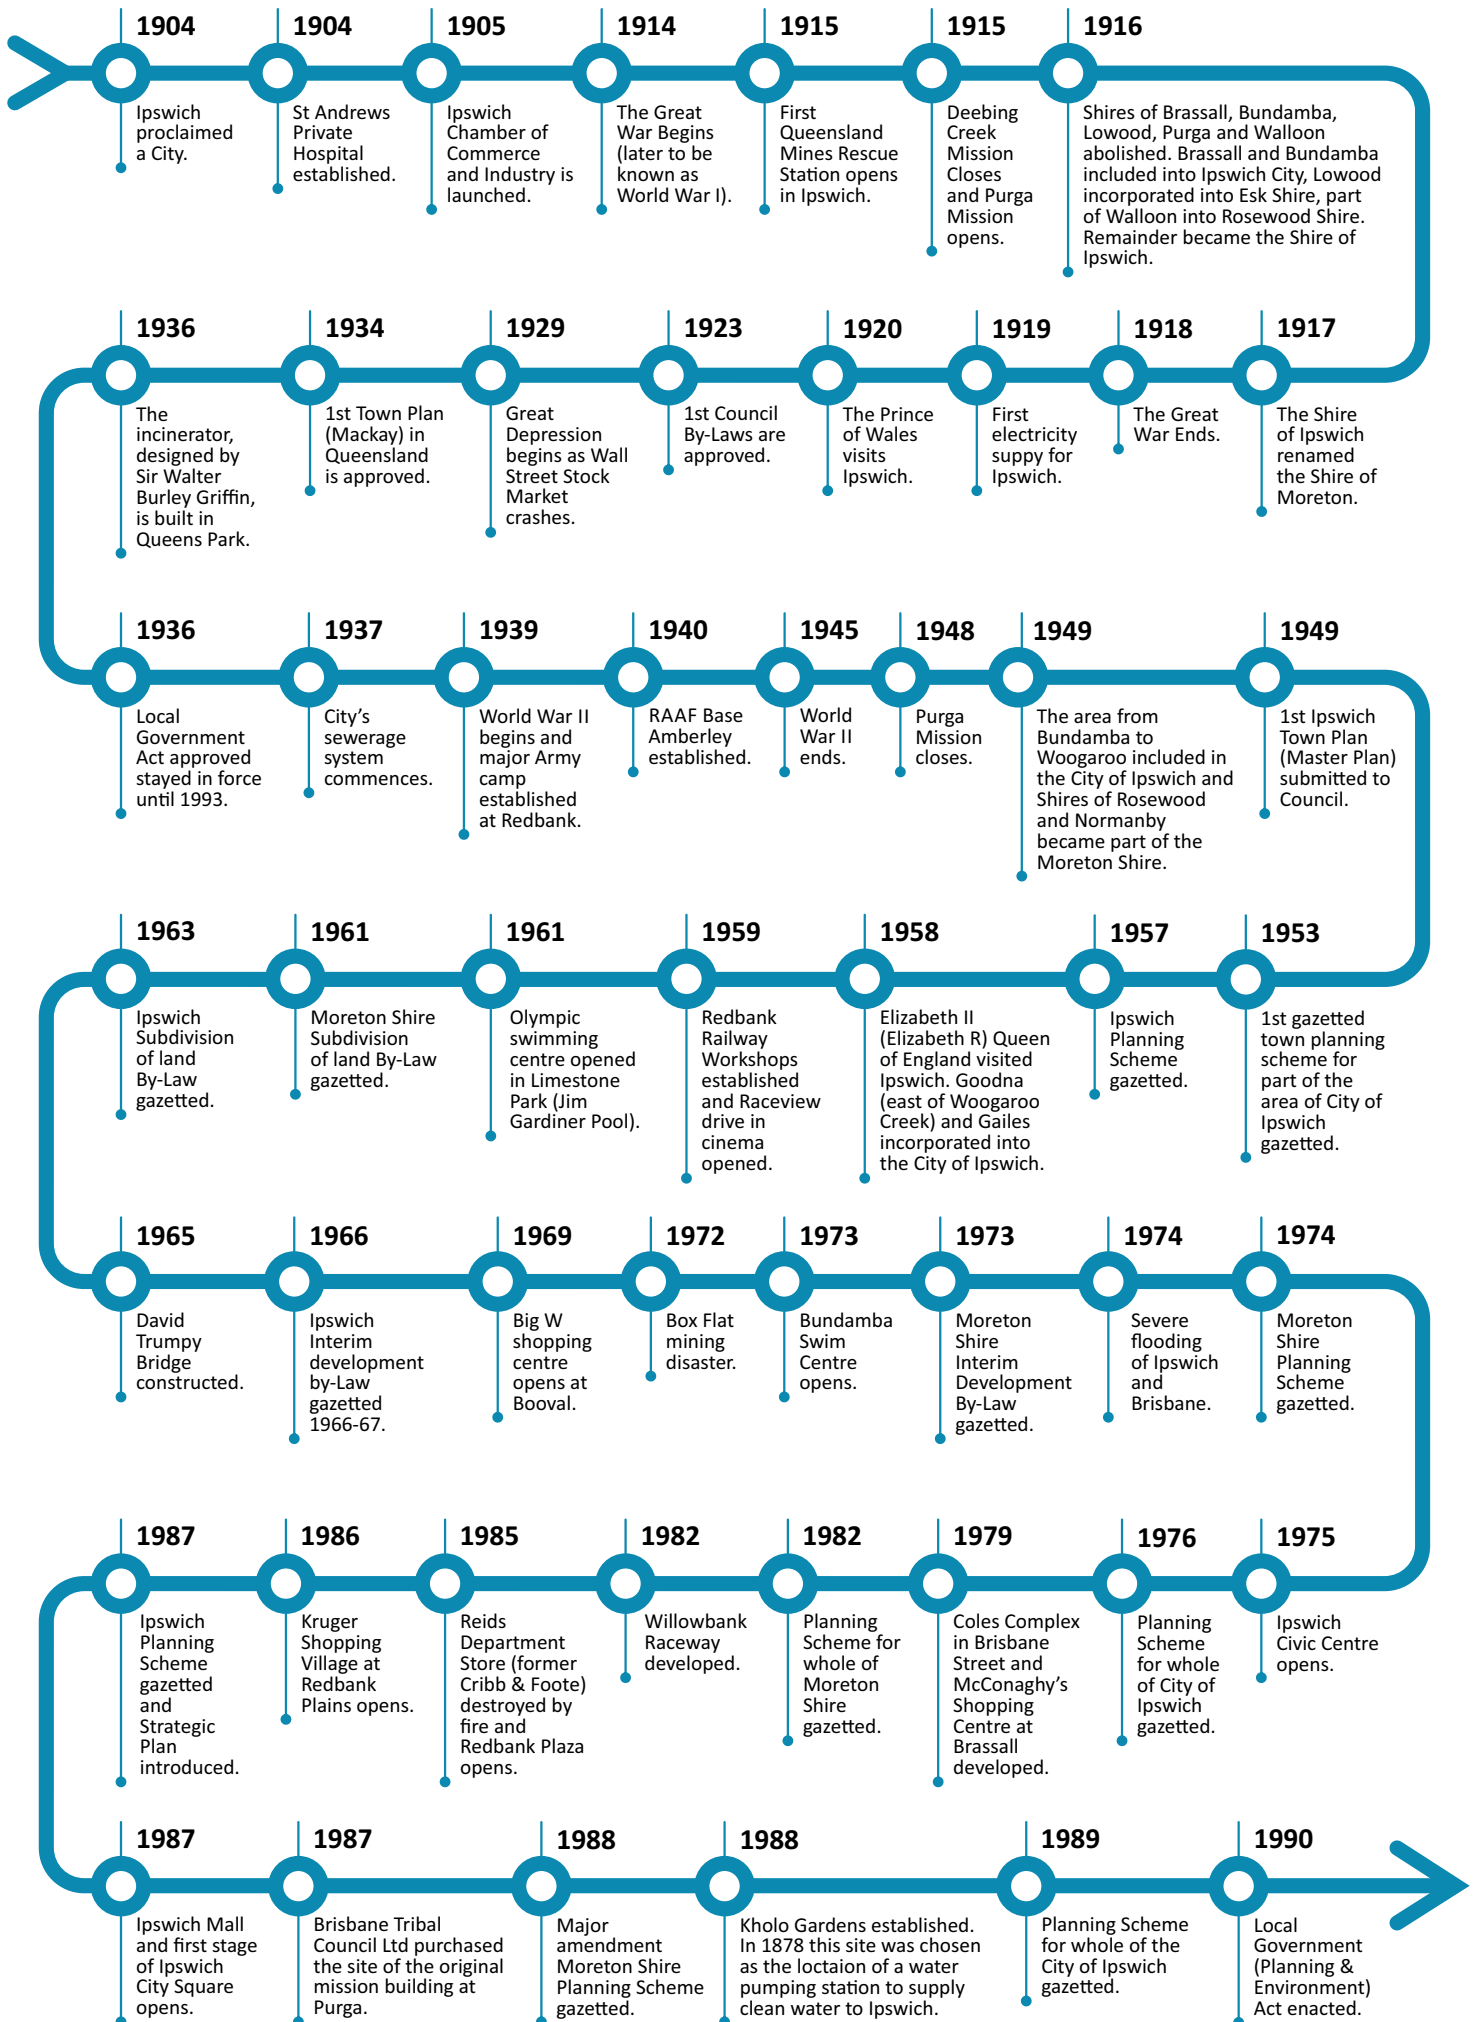 1904
Ipswich
proclaimed
a City.
1904
St Andrews
Private
Hospital
established.
1905
Ipswich
Chamber of
Commerce
and Industry is
launched.
1914
The Great
War Begins
(later to be
known as
World War I).
1915
First
Queensland
Mines Rescue
Station opens
in Ipswich.
1915
Deebing
Creek
Mission
Closes
and Purga
Mission
opens.
1916
Shires of Brassall, Bundamba,
Lowood, Purga and Walloon
abolished. Brassall and Bundamba
included into Ipswich City, Lowood
incorporated into Esk Shire, part
of Walloon into Rosewood Shire.
Remainder became the Shire of
Ipswich.
1917
The Shire
of Ipswich
renamed
the Shire of
Moreton.
1918
The Great
War Ends.
1919
First
electricity
suppy for
Ipswich.
1920
The Prince
of Wales
visits
Ipswich.
1923
1st Council
By-Laws are
approved.
1929
Great
Depression
begins as Wall
Street Stock
Market
crashes.
1934
1st Town Plan
(Mackay) in
Queensland
is approved.
1936
The
incinerator,
designed by
Sir Walter
Burley Griffin,
is built in
Queens Park.
1936
Local
Government
Act approved
stayed in force
until 1993.
1937
City’s
sewerage
system
commences.
1939
World War II
begins and
major Army
camp
established
at Redbank.
1940
RAAF Base
Amberley
established.
1945
World
War II
ends.
1948
Purga
Mission
closes.
1949
The area from
Bundamba to
Woogaroo included in
the City of Ipswich and
Shires of Rosewood
and Normanby
became part of the
Moreton Shire.
1949
1st Ipswich
Town Plan
(Master Plan)
submitted to
Council.
1953
1st gazetted
town planning
scheme for
part of the
area of City of
Ipswich
gazetted.
1957
Ipswich
Planning
Scheme
gazetted.
1958
Elizabeth II
(Elizabeth R) Queen
of England visited
Ipswich. Goodna
(east of Woogaroo
Creek) and Gailes
incorporated into
the City of Ipswich.
1959
Redbank
Railway
Workshops
established
and Raceview
drive in
cinema
opened.
1961
Olympic
swimming
centre opened
in Limestone
Park (Jim
Gardiner Pool).
1961
Moreton Shire
Subdivision
of land By-Law
gazetted.
1963
Ipswich
Subdivision
of land
By-Law
gazetted.
1965
David
Trumpy
Bridge
constructed.
1966
Ipswich
Interim
development
by-Law
gazetted
1966-67.
1969
Big W
shopping
centre
opens at
Booval.
1972
Box Flat
mining
disaster.
1973
Bundamba
Swim
Centre
opens.
1973
Moreton
Shire
Interim
Development
By-Law
gazetted.
1974
Severe
flooding
of Ipswich
and
Brisbane.
1974
Moreton
Shire
Planning
Scheme
gazetted.
1975
Ipswich
Civic Centre
opens.
1976
Planning
Scheme
for whole
of City of
Ipswich
gazetted.
1979
Coles Complex
in Brisbane
Street and
McConaghy’s
Shopping
Centre at
Brassall
developed.
1982
Planning
Scheme for
whole of
Moreton
Shire
gazetted.
1982
Willowbank
Raceway
developed.
1985
Reids
Department
Store (former
Cribb & Foote)
destroyed by
fire and
Redbank Plaza
opens.
1986
Kruger
Shopping
Village at
Redbank
Plains opens.
1987
Ipswich
Planning
Scheme
gazetted
and
Strategic
Plan
introduced.
1987
Ipswich Mall
and first stage
of Ipswich
City Square
opens.
1987
Brisbane Tribal
Council Ltd purchased
the site of the original
mission building at
Purga.
1988
Major
amendment
Moreton Shire
Planning Scheme
gazetted.
1988
Kholo Gardens established.
In 1878 this site was chosen
as the loctaion of a water
pumping station to supply
clean water to Ipswich.
1989
Planning Scheme
for whole of the
City of Ipswich
gazetted.
1990
Local
Government
(Planning &
Environment)
Act enacted.